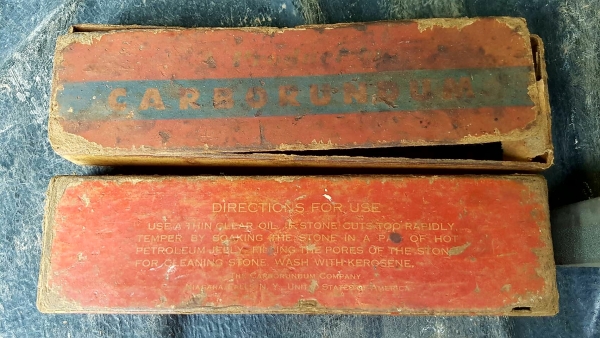 CARBORUNDUM
DIRECTIONS FOR USE
USE A THIN CLEAR OIL. IF STONE CUTS TOO RAPIDLY,
TEMPER BY SOAKING THE STONE IN A PAN OF HOT
PETROLEUM JELLY, FILLING THE PORES OF THE STONE
FOR CLEANING STONE WASH WITH KEROSENE.
THE CARBORUNDUM COMPANY
NIAGARA FALLS, N. Y., UNITED STATES OF AMERICA